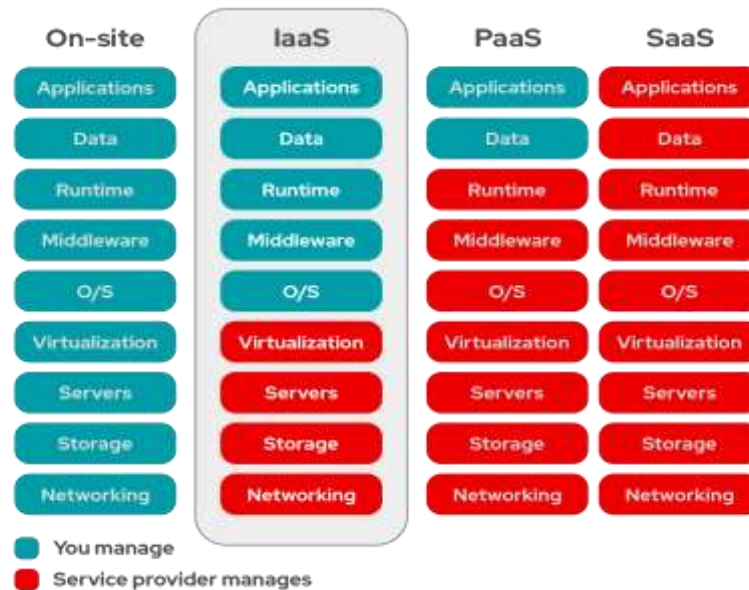 On-site IaaS PaaS SaaS
Applications Applications Applications Applications
Data Data Data Data
Runtime Runtime Runtime Runtime
Middleware Middleware Middleware Middleware
O/S O/S O/S O/S
Virtualization Virtualization Virtualization Virtualization
Servers Servers Servers Servers
Storage Storage Storage Storage
Networking Networking Networking Networking
You manage
Service provider manages